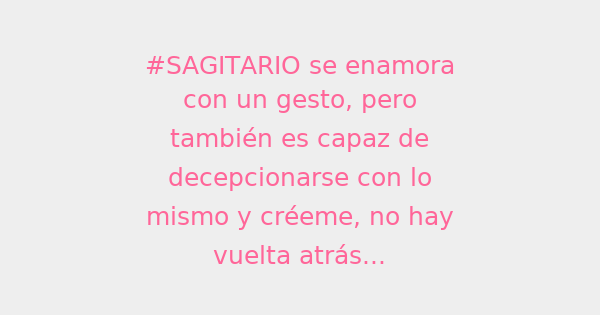 #SAGITARIO se enamora
con un gesto, pero
también es capaz de
decepcionarse con lo
mismo y créeme, no hay
vuelta atrás...